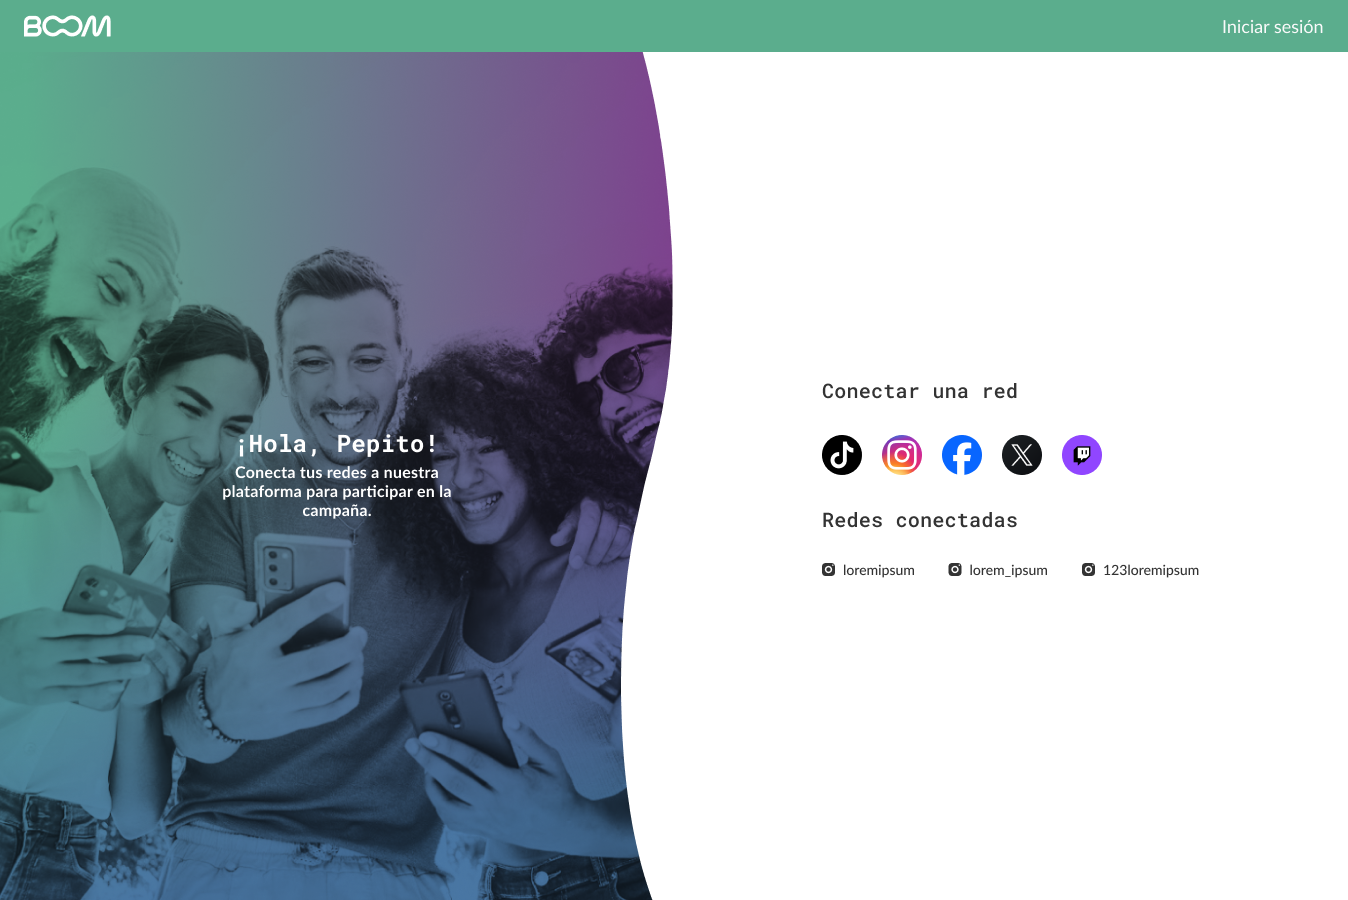 BOOM
Iniciar sesión
¡Hola, Pepito!
Conecta tus redes a nuestra
plataforma para participar en la
campaña.
Conectar una red
Redes conectadas
loremipsum lorem_ipsum 123loremipsum